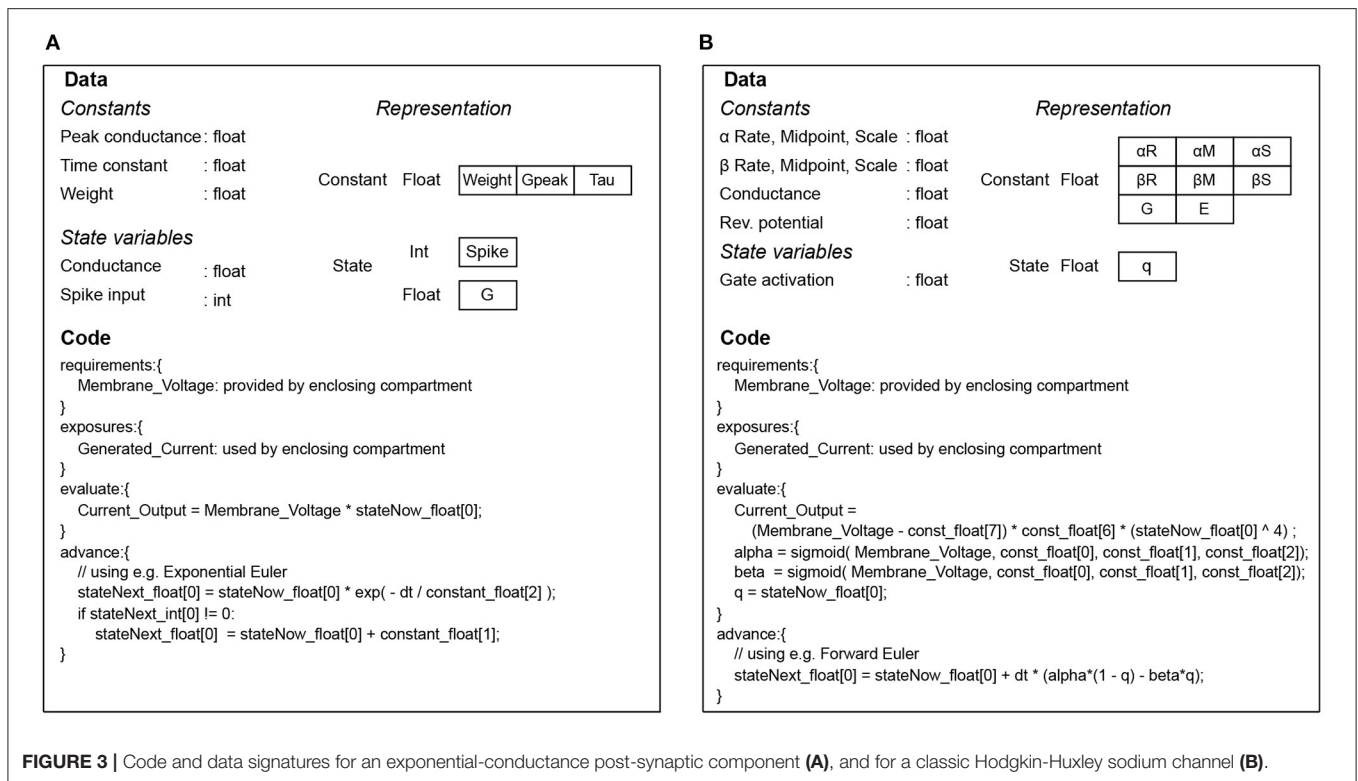 A
Data
Constants Representation
Peak conductance : float
Time constant : float
Weight : float
Constant Float Weight Gpeak Tau
State variables
Conductance : float
Spike input : int
State Int Spike
Float G
Code
requirements:{
Membrane_Voltage: provided by enclosing compartment
}
exposures:{
Generated_Current: used by enclosing compartment
}
evaluate:{
Current_Output = Membrane_Voltage * stateNow_float[0];
}
advance:{
// using e.g. Exponential Euler
stateNext_float[0] = stateNow_float[0] * exp( - dt / constant_float[2] );
if stateNext_int[0] != 0:
stateNext_float[0] = stateNow_float[0] + constant_float[1];
}
B
Data
Constants Representation
α Rate, Midpoint, Scale : float
β Rate, Midpoint, Scale : float
Conductance : float
Rev. potential : float
Constant Float
αR αM αS
βR βM βS
G E
State variables
Gate activation : float
State Float q
Code
requirements:{
Membrane_Voltage: provided by enclosing compartment
}
exposures:{
Generated_Current: used by enclosing compartment
}
evaluate:{
Current_Output =
(Membrane_Voltage - const_float[7]) * const_float[6] * (stateNow_float[0] ^ 4) ;
alpha = sigmoid( Membrane_Voltage, const_float[0], const_float[1], const_float[2]);
beta = sigmoid( Membrane_Voltage, const_float[0], const_float[1], const_float[2]);
q = stateNow_float[0];
}
advance:{
// using e.g. Forward Euler
stateNext_float[0] = stateNow_float[0] + dt * (alpha*(1 - q) - beta*q);
}
FIGURE 3 | Code and data signatures for an exponential-conductance post-synaptic component (A), and for a classic Hodgkin-Huxley sodium channel (B).